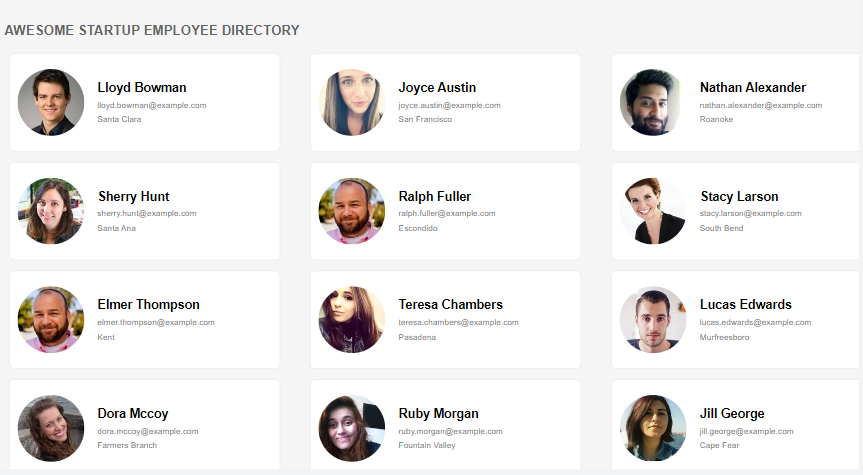 AWESOME STARTUP EMPLOYEE DIRECTORY
Lloyd Bowman
lloyd.bowman@example.com
Santa Clara
Joyce Austin
joyce.austin@example.com
San Francisco
Nathan Alexander
nathan.alexander@example.com
Roanoke
Sherry Hunt
sherry.hunt@example.com
Santa Ana
Ralph Fuller
ralph.fuller@example.com
Escondido
Stacy Larson
stacy.larson@example.com
South Bend
Elmer Thompson
elmer.thompson@example.com
Kent
Teresa Chambers
teresa.chambers@example.com
Pasadena
Lucas Edwards
lucas.edwards@example.com
Murfreesboro
Dora Mccoy
dora.mccoy@example.com
Farmers Branch
Ruby Morgan
ruby.morgan@example.com
Fountain Valley
Jill George
jill.george@example.com
Cape Fear